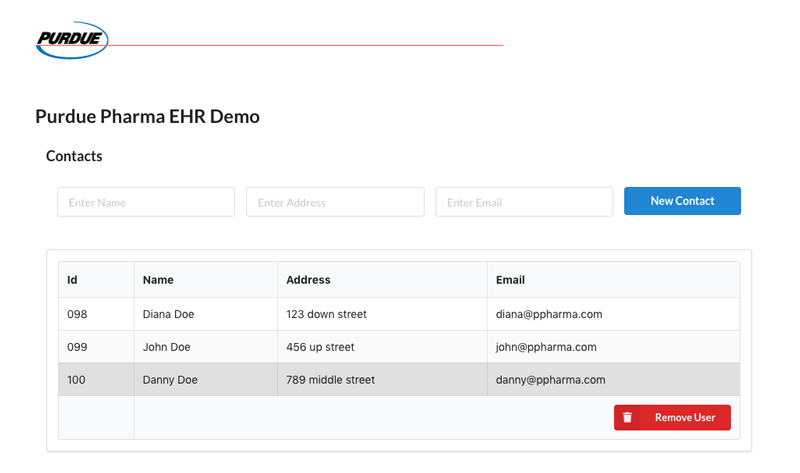 PURDUE
Purdue Pharma EHR Demo
Contacts
Enter Name Enter Address Enter Email New Contact
Id Name Address Email
098 Diana Doe 123 down street diana@ppharma.com
099 John Doe 456 up street john@ppharma.com
100 Danny Doe 789 middle street danny@ppharma.com
Remove User